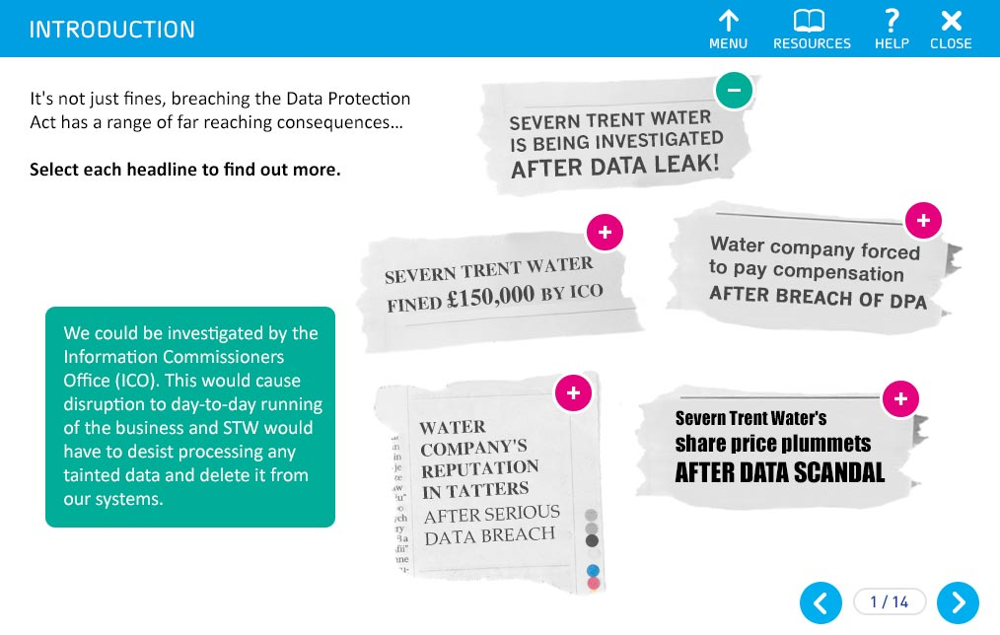 INTRODUCTION
MENU
RESOURCES
HELP
CLOSE
It's not just fines, breaching the Data Protection
Act has a range of far reaching consequences...
Select each headline to find out more.
SEVERN TRENT WATER
IS BEING INVESTIGATED
AFTER DATA LEAK!
SEVERN TRENT WATER
FINED £150,000 BY ICO
Water company forced
to pay compensation
AFTER BREACH OF DPA
We could be investigated by the
Information Commissioners
Office (ICO). This would cause
disruption to day-to-day running
of the business and STW would
have to desist processing any
tainted data and delete it from
our systems.
WATER
COMPANY'S
REPUTATION
IN TATTERS
AFTER SERIOUS
DATA BREACH
Severn Trent Water's
share price plummets
AFTER DATA SCANDAL
1 / 14